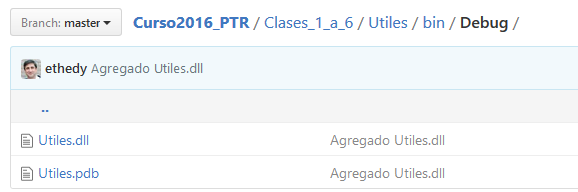 Branch: master Curso2016_PTR / Clases_1_a_6 / Utiles / bin / Debug /
ethedy Agregado Utiles.dll
..
Utiles.dll Agregado Utiles.dll
Utiles.pdb Agregado Utiles.dll